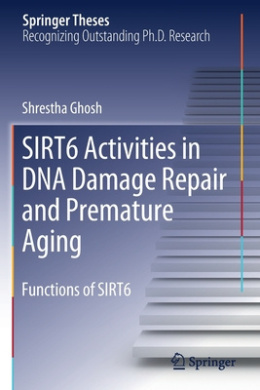 Springer Theses
Recognizing Outstanding Ph.D. Research
Shrestha Ghosh
SIRT6 Activities in
DNA Damage Repair
and Premature
Aging
Functions of SIRT6
Springer